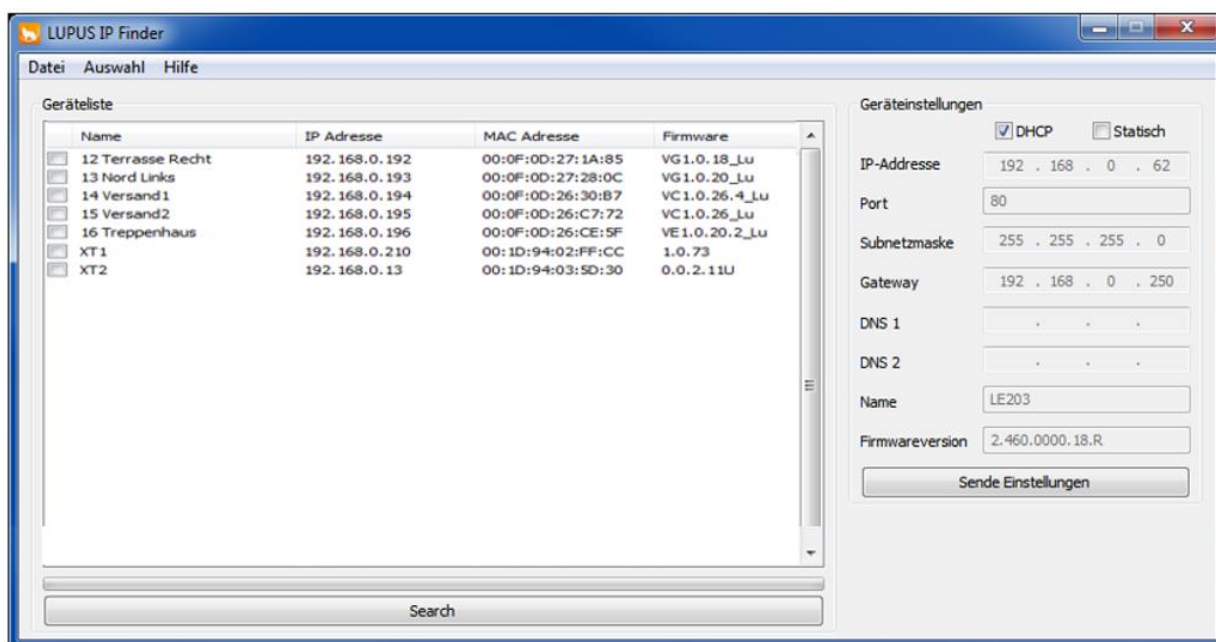 LUPUS IP Finder
Datei Auswahl Hilfe
Geräteliste
Name IP Adresse MAC Adresse Firmware
12 Terrasse Recht 192.168.0.192 00:0F:0D:27:1A:85 VG1.0.18_Lu
13 Nord Links 192.168.0.193 00:0F:0D:27:28:0C VG1.0.20_Lu
14 Versand1 192.168.0.194 00:0F:0D:26:30:B7 VC1.0.26.4_Lu
15 Versand2 192.168.0.195 00:0F:0D:26:C7:72 VC1.0.26_Lu
16 Treppenhaus 192.168.0.196 00:0F:0D:26:CE:5F VE1.0.20.2_Lu
XT1 192.168.0.210 00:1D:94:02:FF:CC 1.0.73
XT2 192.168.0.13 00:1D:94:03:5D:30 0.0.2.11U
Search
Geräteinstellungen
DHCP Statisch
IP-Addresse 192 . 168 . 0 . 62
Port 80
Subnetzmaske 255 . 255 . 255 . 0
Gateway 192 . 168 . 0 . 250
DNS 1 . . .
DNS 2 . . .
Name LE203
Firmwareversion 2.460.0000.18.R
Sende Einstellungen